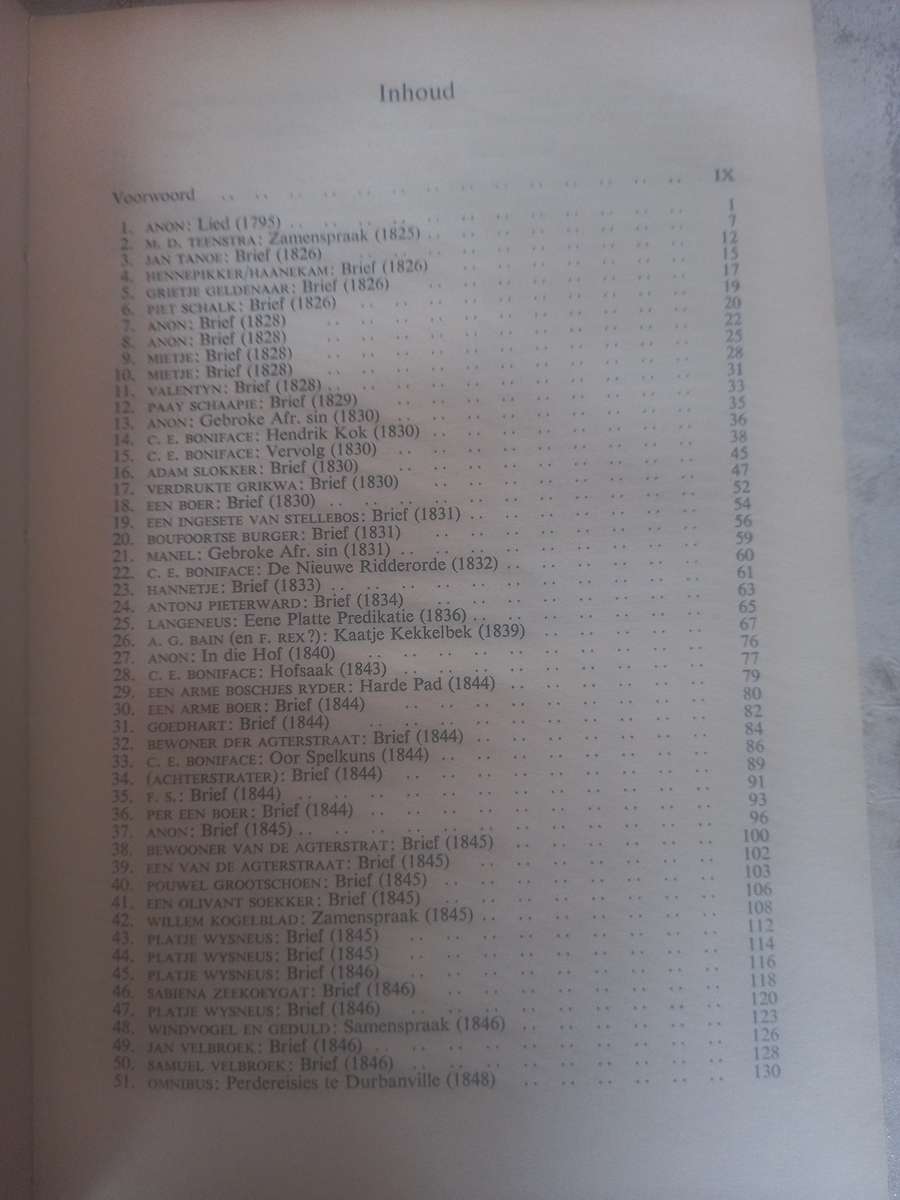 Inhoud
Voorwoord .. .. .. .. .. .. .. .. .. .. .. .. .. .. IX
1. ANON: Lied (1795) .. .. .. .. .. .. .. .. .. .. .. 1
2. M. D. TEENSTRA: Zamenspraak (1825) .. .. .. .. .. .. .. .. 7
3. JAN TANOE: Brief (1826) .. .. .. .. .. .. .. .. .. .. 12
4. HENNEPIKKER/HAANEKAM: Brief (1826) .. .. .. .. .. .. .. 15
5. GRIETJE GELDENAAR: Brief (1826) .. .. .. .. .. .. .. .. 17
6. PIET SCHALK: Brief (1826) .. .. .. .. .. .. .. .. .. .. 19
7. ANON: Brief (1828) .. .. .. .. .. .. .. .. .. .. .. 20
8. ANON: Brief (1828) .. .. .. .. .. .. .. .. .. .. .. 22
9. MIETJE: Brief (1828) .. .. .. .. .. .. .. .. .. .. .. 25
10. MIETJE: Brief (1828) .. .. .. .. .. .. .. .. .. .. .. 28
11. VALENTYN: Brief (1828) .. .. .. .. .. .. .. .. .. .. .. 31
12. PAAY SCHAAPIE: Brief (1829) .. .. .. .. .. .. .. .. .. 33
13. ANON: Gebroke Afr. sin (1830) .. .. .. .. .. .. .. .. .. 35
14. C. E. BONIFACE: Hendrik Kok (1830) .. .. .. .. .. .. .. .. 36
15. C. E. BONIFACE: Vervolg (1830) .. .. .. .. .. .. .. .. .. 38
16. ADAM SLOKKER: Brief (1830) .. .. .. .. .. .. .. .. .. 45
17. VERDRUKTE GRIKWA: Brief (1830) .. .. .. .. .. .. .. .. 47
18. EEN BOER: Brief (1830) .. .. .. .. .. .. .. .. .. .. .. 52
19. EEN INGESETE VAN STELLEBOS: Brief (1831) .. .. .. .. .. .. .. 54
20. BOUFOORTSE BURGER: Brief (1831) .. .. .. .. .. .. .. .. 56
21. MANEL: Gebroke Afr. sin (1831) .. .. .. .. .. .. .. .. .. 59
22. C. E. BONIFACE: De Nieuwe Ridderorde (1832) .. .. .. .. .. .. 60
23. HANNETJE: Brief (1833) .. .. .. .. .. .. .. .. .. .. .. 61
24. ANTONJ PIETERWARD: Brief (1834) .. .. .. .. .. .. .. .. 63
25. LANGENEUS: Eene Platte Predikatie (1836) .. .. .. .. .. .. .. 65
26. A. G. BAIN (en F. REX?): Kaatje Kekkelbek (1839) .. .. .. .. .. 67
27. ANON: In die Hof (1840) .. .. .. .. .. .. .. .. .. .. 76
28. C. E. BONIFACE: Hofsaak (1843) .. .. .. .. .. .. .. .. .. 77
29. EEN ARME BOSCHJES RYDER: Harde Pad (1844) .. .. .. .. .. .. 79
30. EEN ARME BOER: Brief (1844) .. .. .. .. .. .. .. .. .. 80
31. GOEDHART: Brief (1844) .. .. .. .. .. .. .. .. .. .. 82
32. BEWONER DER AGTERSTRAAT: Brief (1844) .. .. .. .. .. .. .. 84
33. C. E. BONIFACE: Oor Spelkuns (1844) .. .. .. .. .. .. .. .. 86
34. (ACHTERSTRATER): Brief (1844) .. .. .. .. .. .. .. .. .. 89
35. F. S.: Brief (1844) .. .. .. .. .. .. .. .. .. .. .. 91
36. PER EEN BOER: Brief (1844) .. .. .. .. .. .. .. .. .. .. 93
37. ANON: Brief (1845) .. .. .. .. .. .. .. .. .. .. .. .. 96
38. BEWOONER VAN DE AGTERSTRAT: Brief (1845) .. .. .. .. .. .. 100
39. EEN VAN DE AGTERSTRAAT: Brief (1845) .. .. .. .. .. .. .. 102
40. POUWEL GROOTSCHOEN: Brief (1845) .. .. .. .. .. .. .. .. 103
41. EEN OLIVANT SOEKKER: Brief (1845) .. .. .. .. .. .. .. .. 106
42. WILLEM KOGELBLAD: Zamenspraak (1845) .. .. .. .. .. .. .. 108
43. PLATJE WYSNEUS: Brief (1845) .. .. .. .. .. .. .. .. .. 112
44. PLATJE WYSNEUS: Brief (1845) .. .. .. .. .. .. .. .. .. 114
45. PLATJE WYSNEUS: Brief (1846) .. .. .. .. .. .. .. .. .. 116
46. SABIENA ZEEKOEYGAT: Brief (1846) .. .. .. .. .. .. .. .. 118
47. PLATJE WYSNEUS: Brief (1846) .. .. .. .. .. .. .. .. .. 120
48. WINDVOGEL EN GEDULD: Samenspraak (1846) .. .. .. .. .. .. 123
49. JAN VELBROEK: Brief (1846) .. .. .. .. .. .. .. .. .. .. 126
50. SAMUEL VELBROEK: Brief (1846) .. .. .. .. .. .. .. .. .. 128
51. OMNIBUS: Perdereisies te Durbanville (1848) .. .. .. .. .. .. 130